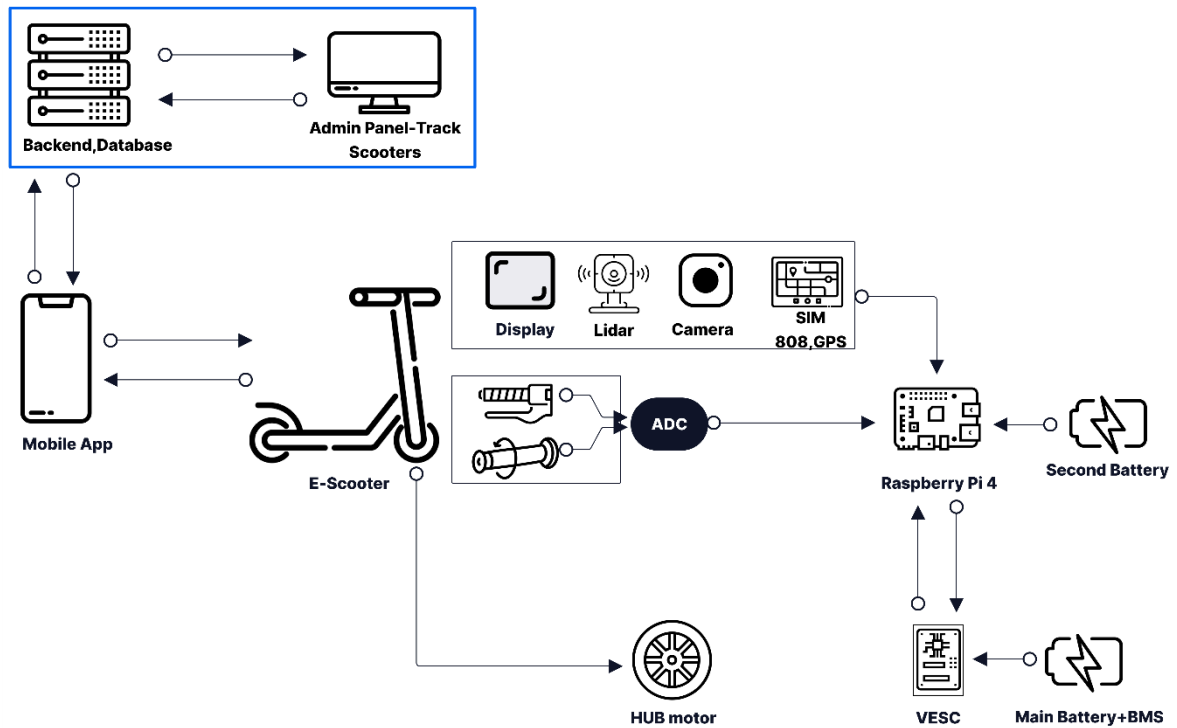 Backend,Database
Admin Panel-Track
Scooters
Display
Lidar
Camera
SIM
808,GPS
Mobile App
E-Scooter
ADC
Raspberry Pi 4
Second Battery
HUB motor
VESC
Main Battery+BMS